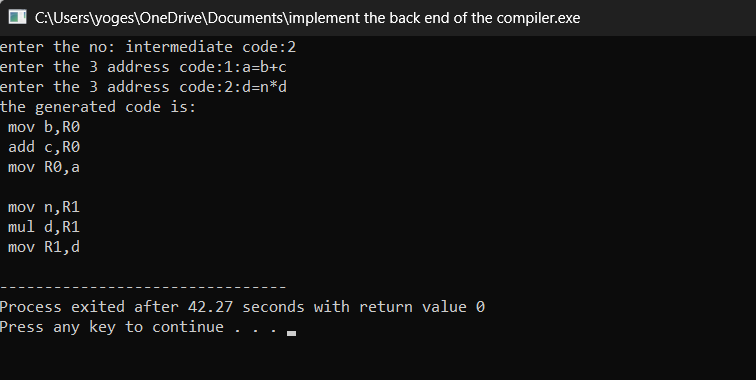 C:\Users\yoges\OneDrive\Documents\implement the back end of the compiler.exe
enter the no: intermediate code:2
enter the 3 address code:1:a=b+c
enter the 3 address code:2:d=n*d
the generated code is:
 mov b,R0
 add c,R0
 mov R0,a

 mov n,R1
 mul d,R1
 mov R1,d

--------------------------------
Process exited after 42.27 seconds with return value 0
Press any key to continue . . .